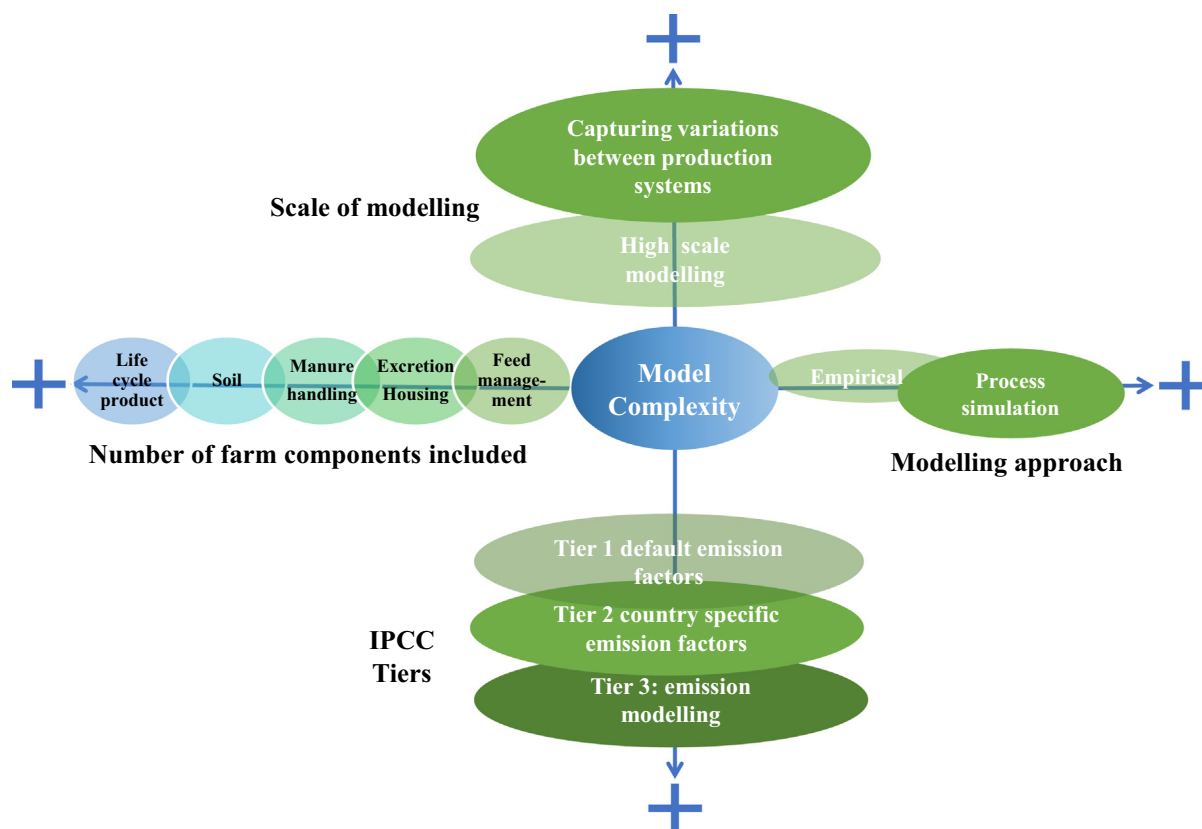 Capturing variations
between production
systems
Scale of modelling
High scale
modelling
Life
cycle
product
Soil
Manure
handling
Excretion
Housing
Feed
manage-
ment
Model
Complexity
Empirical
Process
simulation
Number of farm components included
Modelling approach
Tier 1 default emission
factors
Tier 2 country specific
emission factors
IPCC
Tiers
Tier 3: emission
modelling